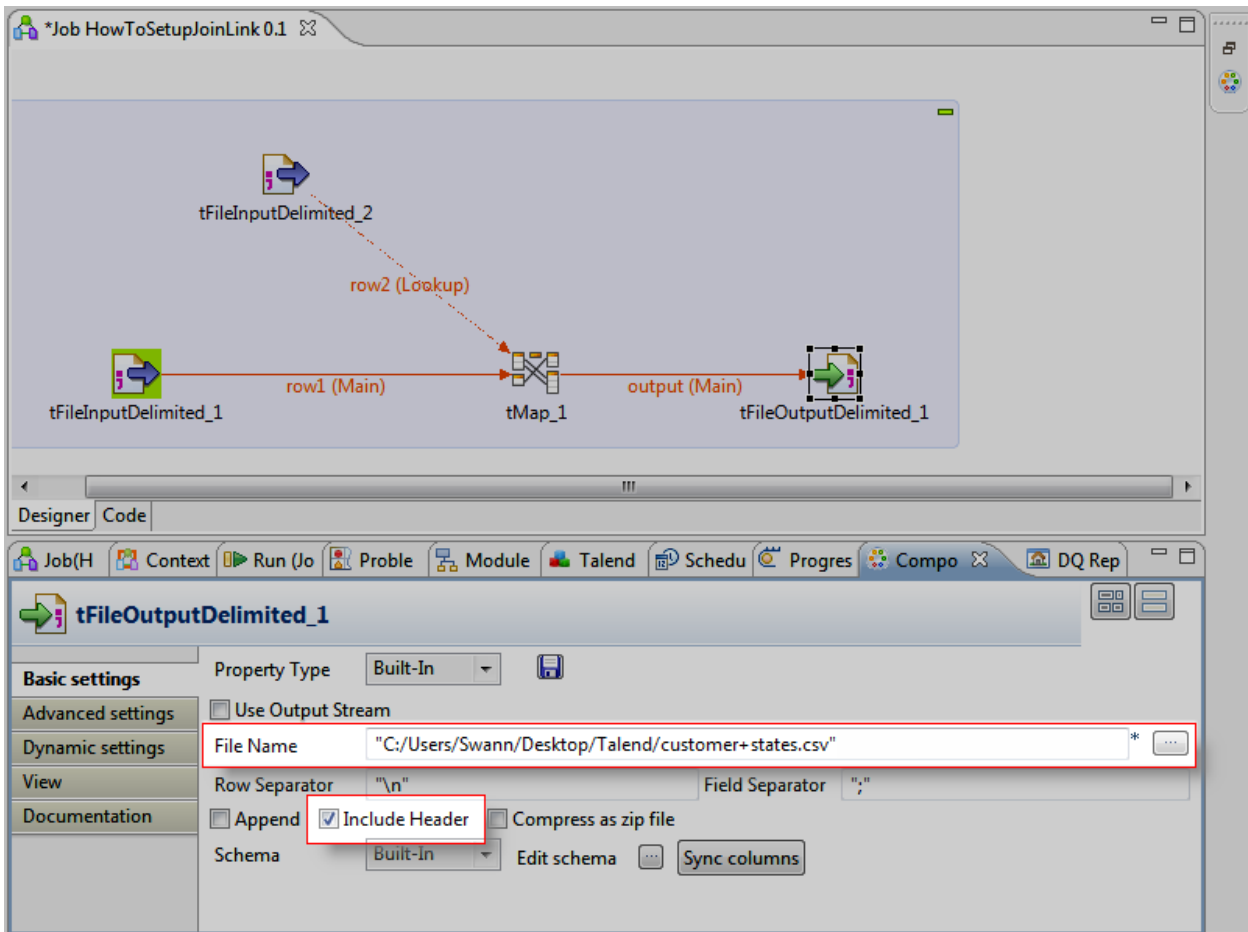 *Job HowToSetupJoinLink 0.1
tFileInputDelimited_2
row2 (Lookup)
row1 (Main)
output (Main)
tFileInputDelimited_1
tMap_1
tFileOutputDelimited_1
Designer Code
Job(H Context Run (Jo Proble Module Talend Schedu Progres Compo DQ Rep
tFileOutputDelimited_1
Basic settings
Property Type Built-In
Advanced settings
Use Output Stream
Dynamic settings
File Name "C:/Users/Swann/Desktop/Talend/customer+states.csv" * ...
View
Row Separator "\n" Field Separator ";"
Documentation
Append Include Header Compress as zip file
Schema Built-In Edit schema ... Sync columns